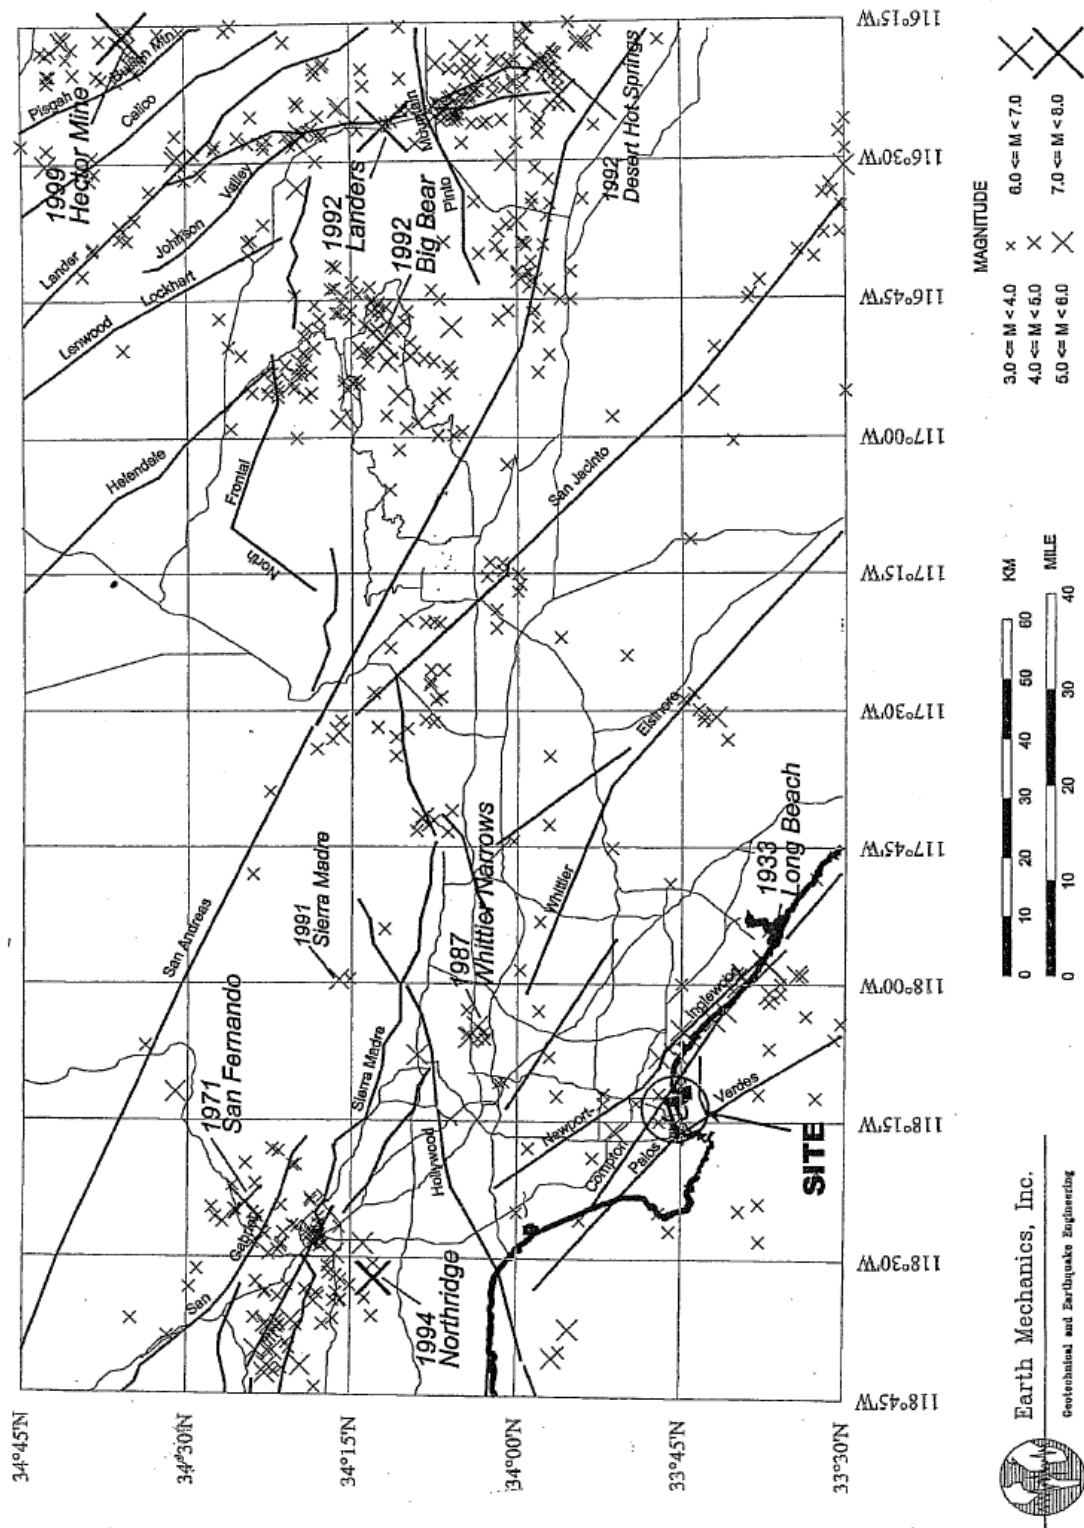 34°45'N
34°30'N
34°15'N
34°00'N
33°45'N
33°30'N
118°45'W
118°30'W
118°15'W
118°00'W
117°45'W
117°30'W
117°15'W
117°00'W
116°45'W
116°30'W
116°15'W
1999
Hector Mine
1992
Landers
1992
Big Bear
1992
Desert Hot Springs
1991
Sierra Madre
1987
Whittier Narrows
1971
San Fernando
1994
Northridge
1933
Long Beach
Pisgah
Bullion Mtn
Calico
Lander
Johnson
Valley
Lenwood
Lockhart
Helendale
North
Frontal
Pinto
Mountain
San Andreas
San Jacinto
Elsinore
Whittier
Sierra Madre
Hollywood
San
Gabriel
Newport-
Inglewood
Compton
Palos
Verdes
SITE
MAGNITUDE
3.0 <= M < 4.0
4.0 <= M < 5.0
5.0 <= M < 6.0
6.0 <= M < 7.0
7.0 <= M < 8.0
0 10 20 30 40 50 60
KM
0 10 20 30 40
MILE
Earth Mechanics, Inc.
Geotechnical and Earthquake Engineering